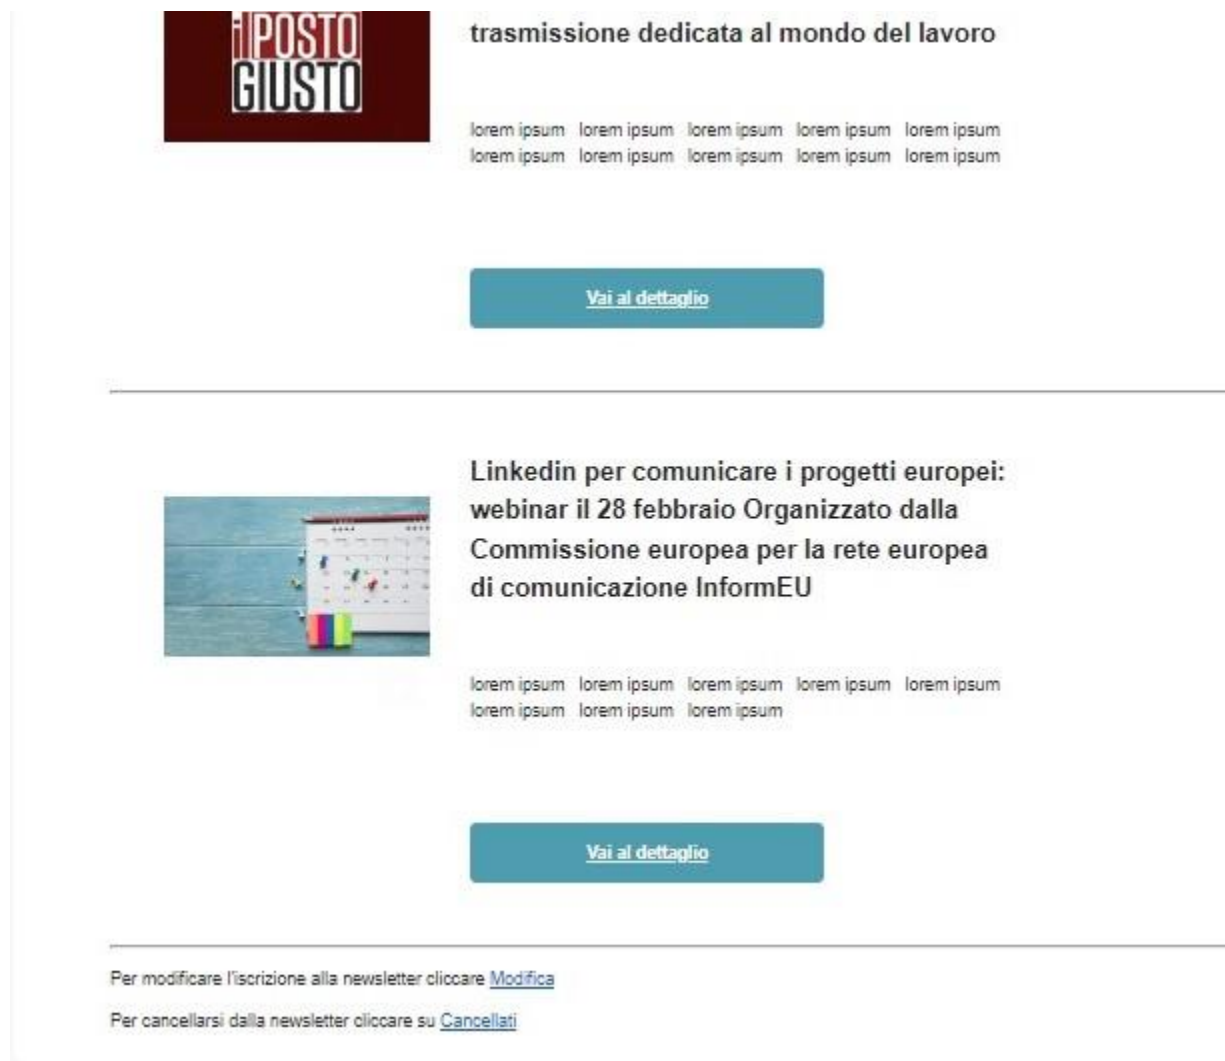 il POSTO
GIUSTO
trasmissione dedicata al mondo del lavoro
lorem ipsum lorem ipsum lorem ipsum lorem ipsum lorem ipsum
lorem ipsum lorem ipsum lorem ipsum lorem ipsum lorem ipsum
Vai al dettaglio
Linkedin per comunicare i progetti europei:
webinar il 28 febbraio Organizzato dalla
Commissione europea per la rete europea
di comunicazione InformEU
lorem ipsum lorem ipsum lorem ipsum lorem ipsum lorem ipsum
lorem ipsum lorem ipsum lorem ipsum
Vai al dettaglio
Per modificare l'iscrizione alla newsletter cliccare Modifica
Per cancellarsi dalla newsletter cliccare su Cancellati